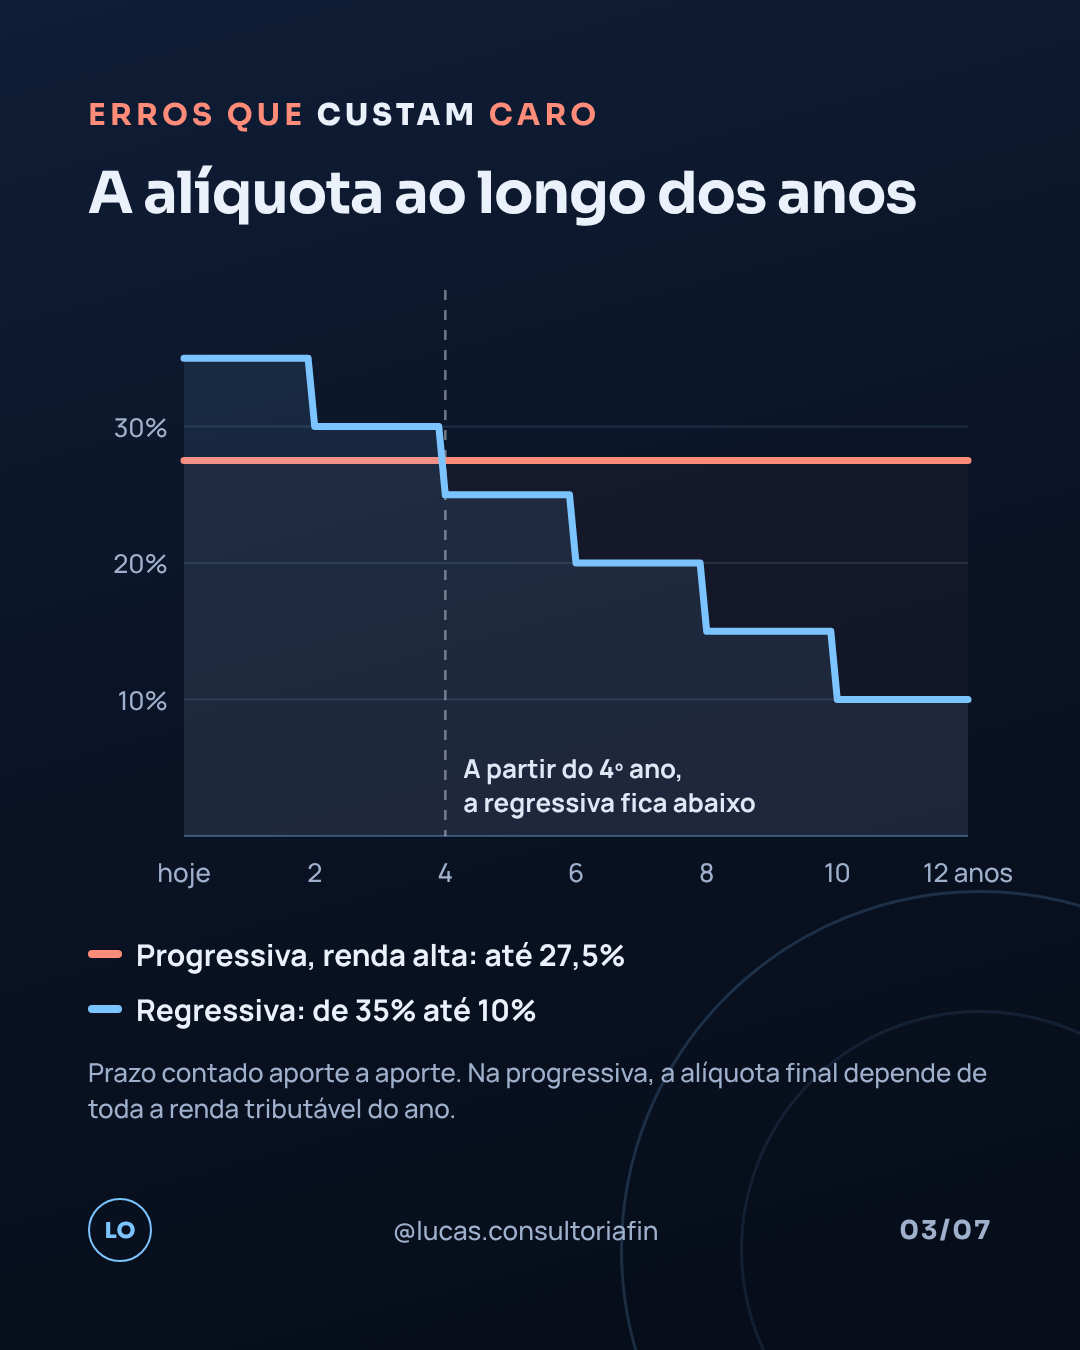 ERROS QUE CUSTAM CARO
A alíquota ao longo dos anos
30%
20%
10%
A partir do 4º ano,
a regressiva fica abaixo
hoje 2 4 6 8 10 12 anos
Progressiva, renda alta: até 27,5%
Regressiva: de 35% até 10%
Prazo contado aporte a aporte. Na progressiva, a alíquota final depende de
toda a renda tributável do ano.
LO @lucas.consultoriafin 03/07